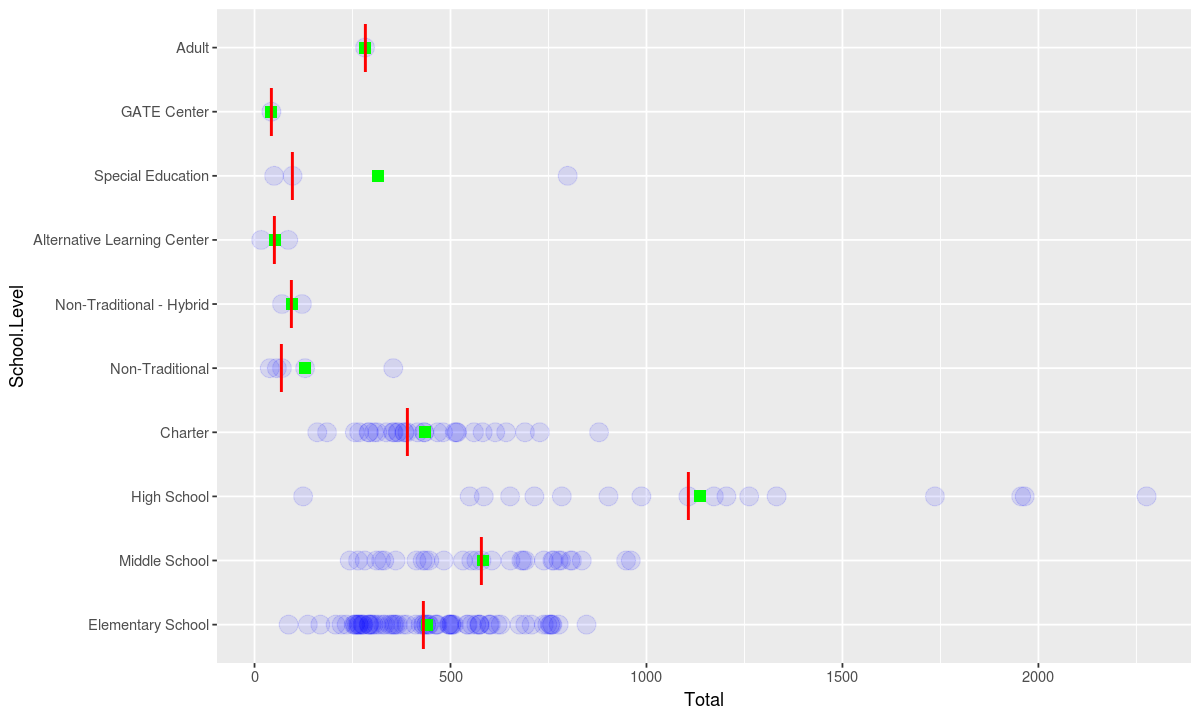 School.Level
Adult
GATE Center
Special Education
Alternative Learning Center
Non-Traditional - Hybrid
Non-Traditional
Charter
High School
Middle School
Elementary School
0 500 1000 1500 2000
Total